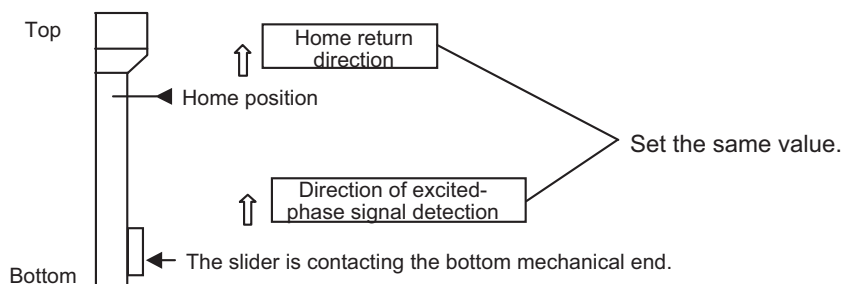 Top
Home return
direction
Home position
Set the same value.
Direction of excited-
phase signal detection
The slider is contacting the bottom mechanical end.
Bottom